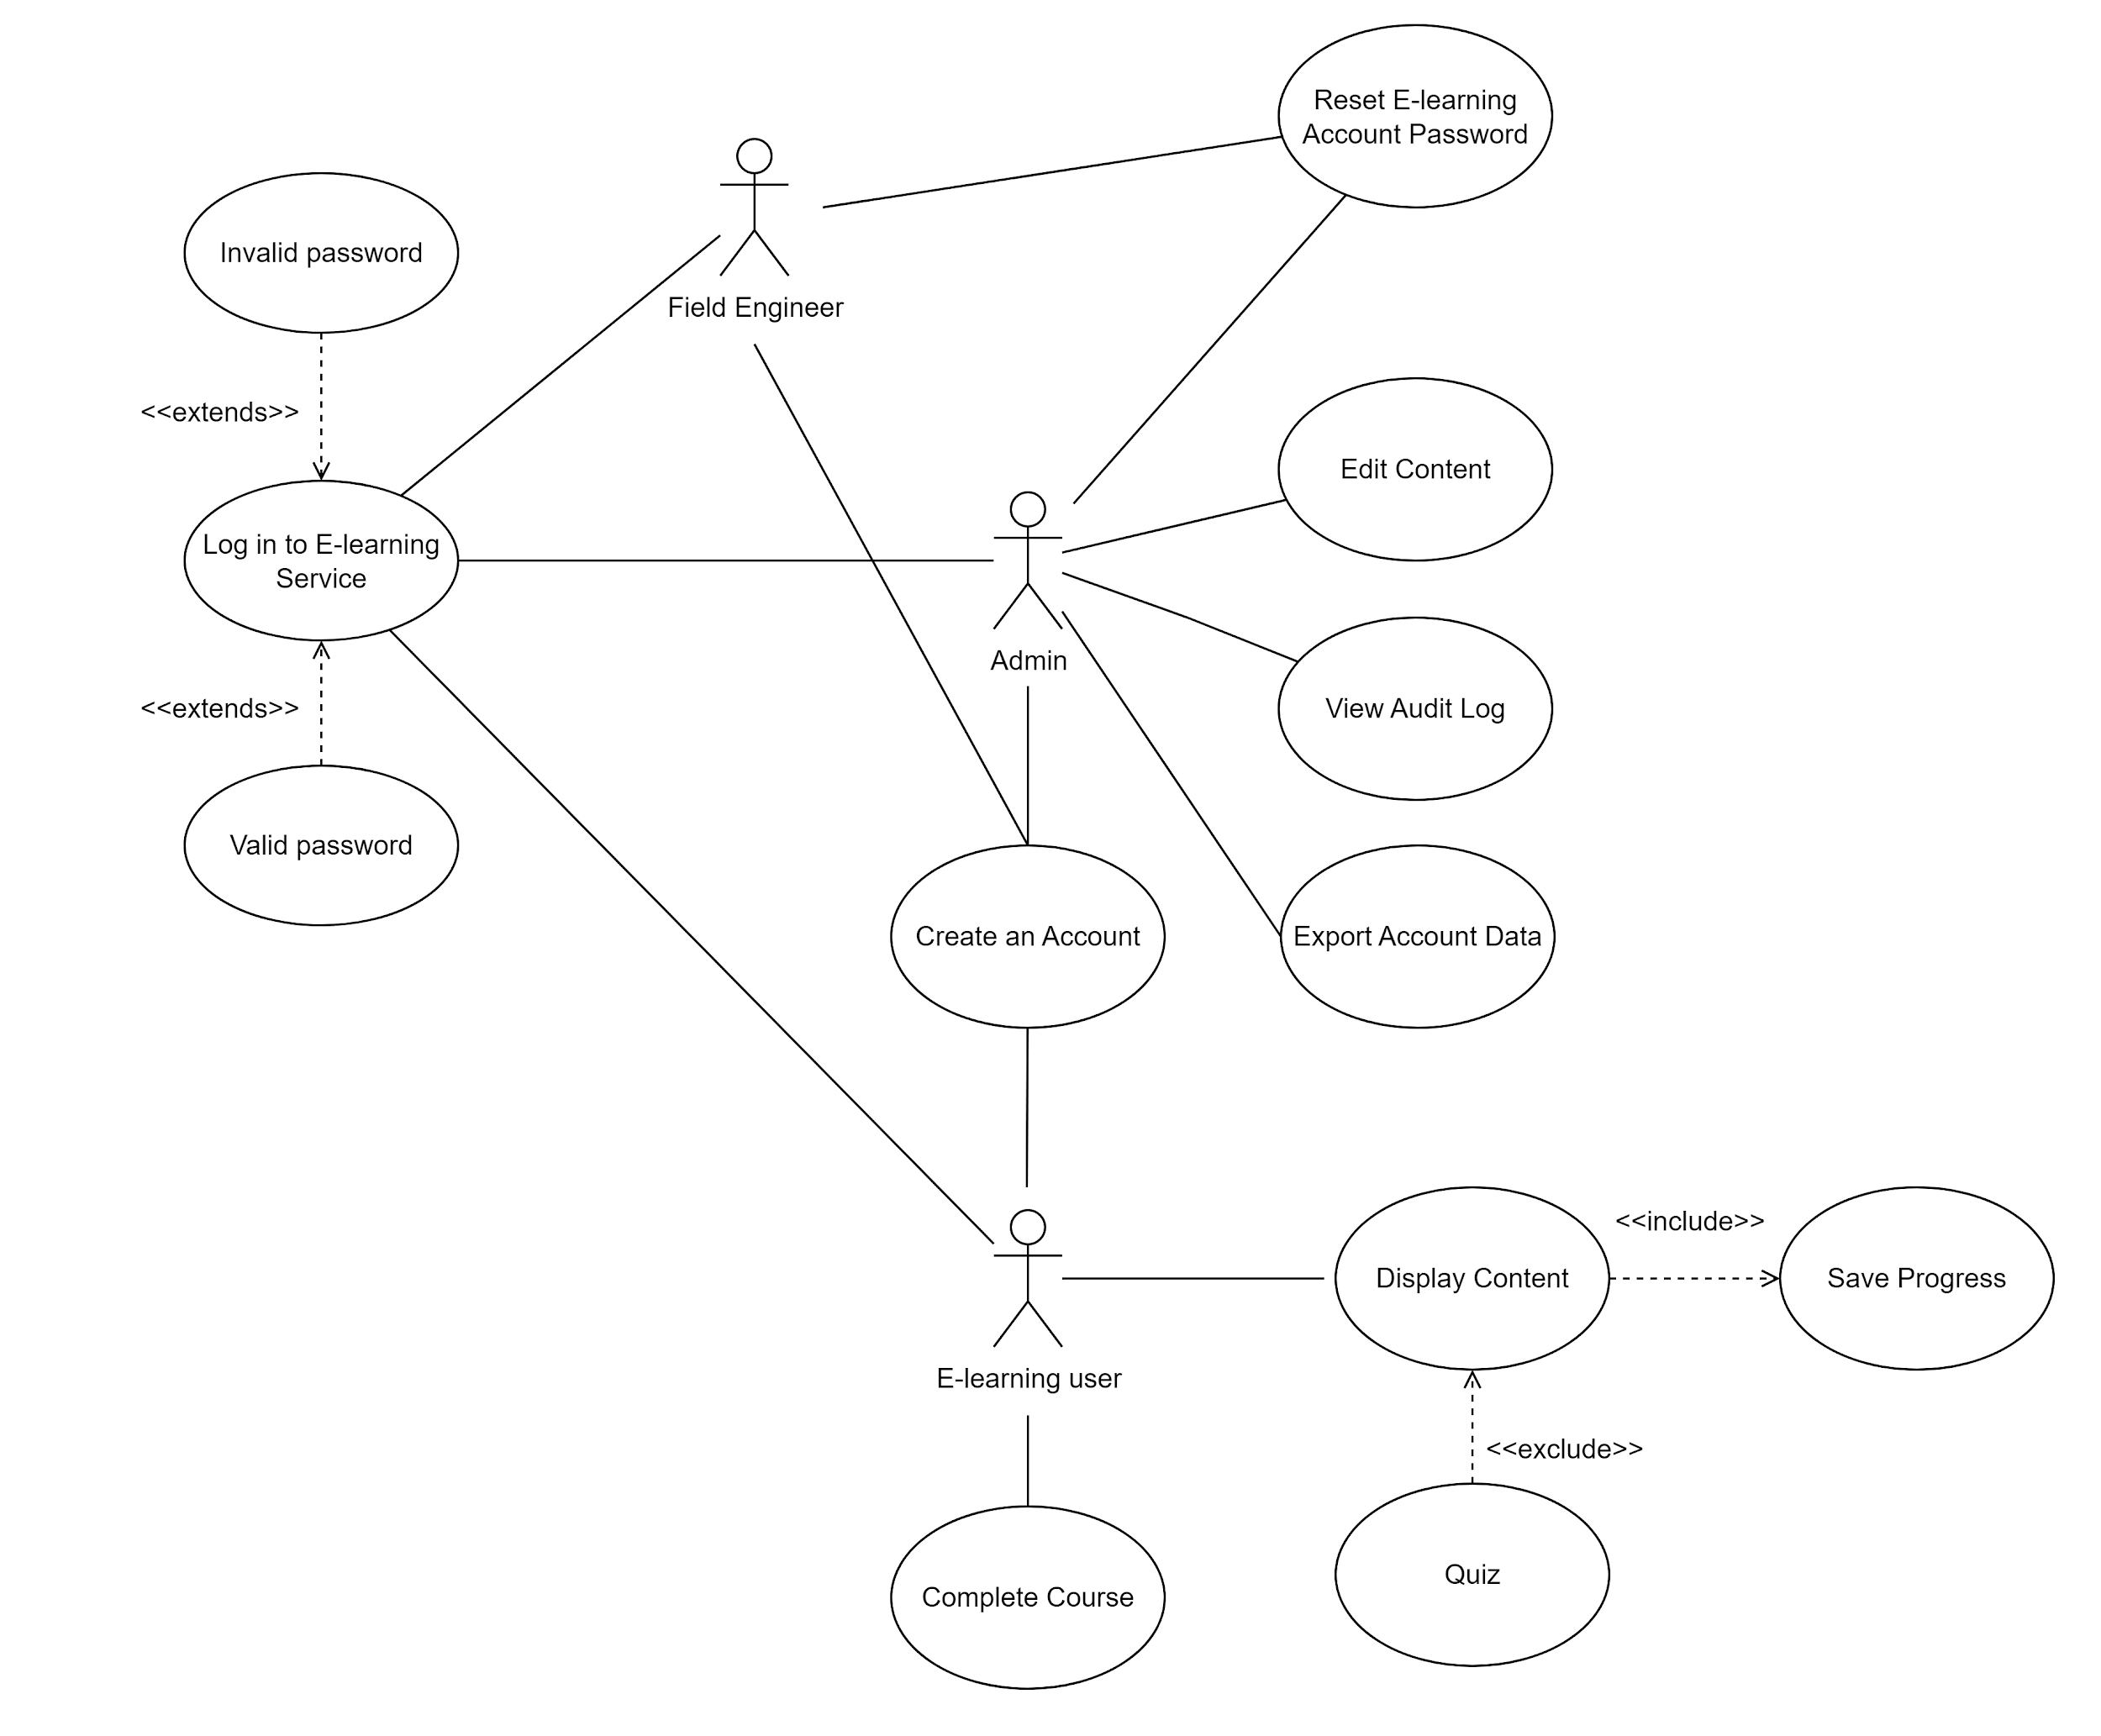 Reset E-learning
Account Password
Invalid password
Field Engineer
<<extends>>
Edit Content
Log in to E-learning
Service
Admin
<<extends>>
View Audit Log
Valid password
Create an Account
Export Account Data
<<include>>
Display Content
Save Progress
E-learning user
<<exclude>>
Quiz
Complete Course